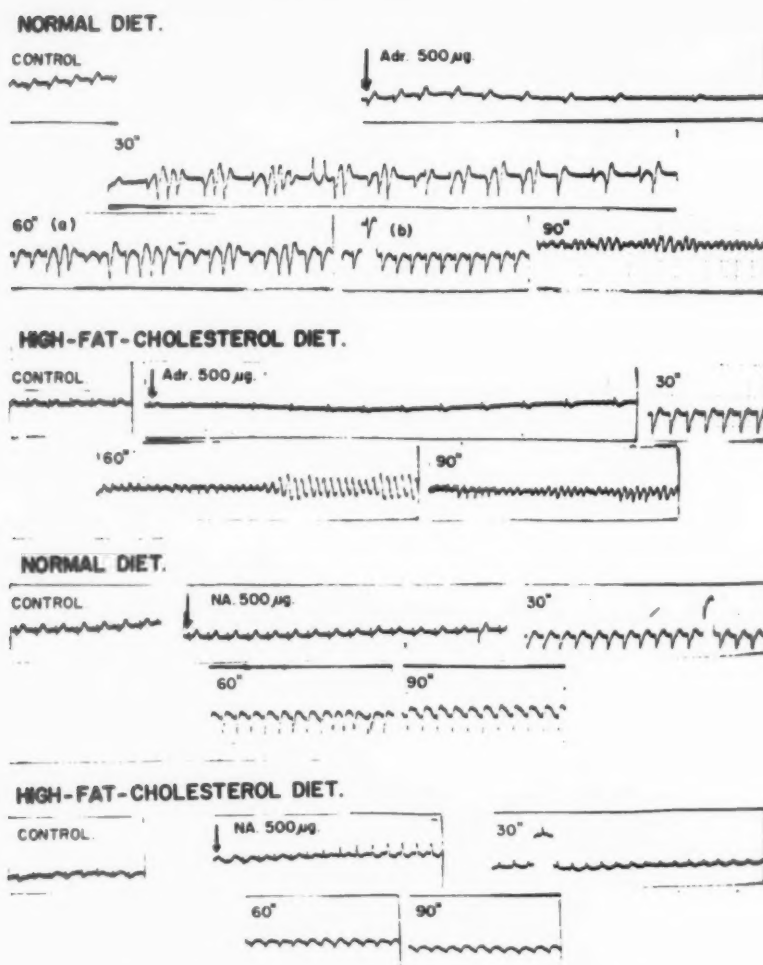 NORMAL DIET.
CONTROL
Adr. 500 µg.
30"
60" (a)
(b)
90"
HIGH-FAT-CHOLESTEROL DIET.
CONTROL
Adr. 500 µg.
30"
60"
90"
NORMAL DIET.
CONTROL
NA. 500 µg.
30"
60"
90"
HIGH-FAT-CHOLESTEROL DIET.
CONTROL.
NA. 500 µg.
30"
60"
90"